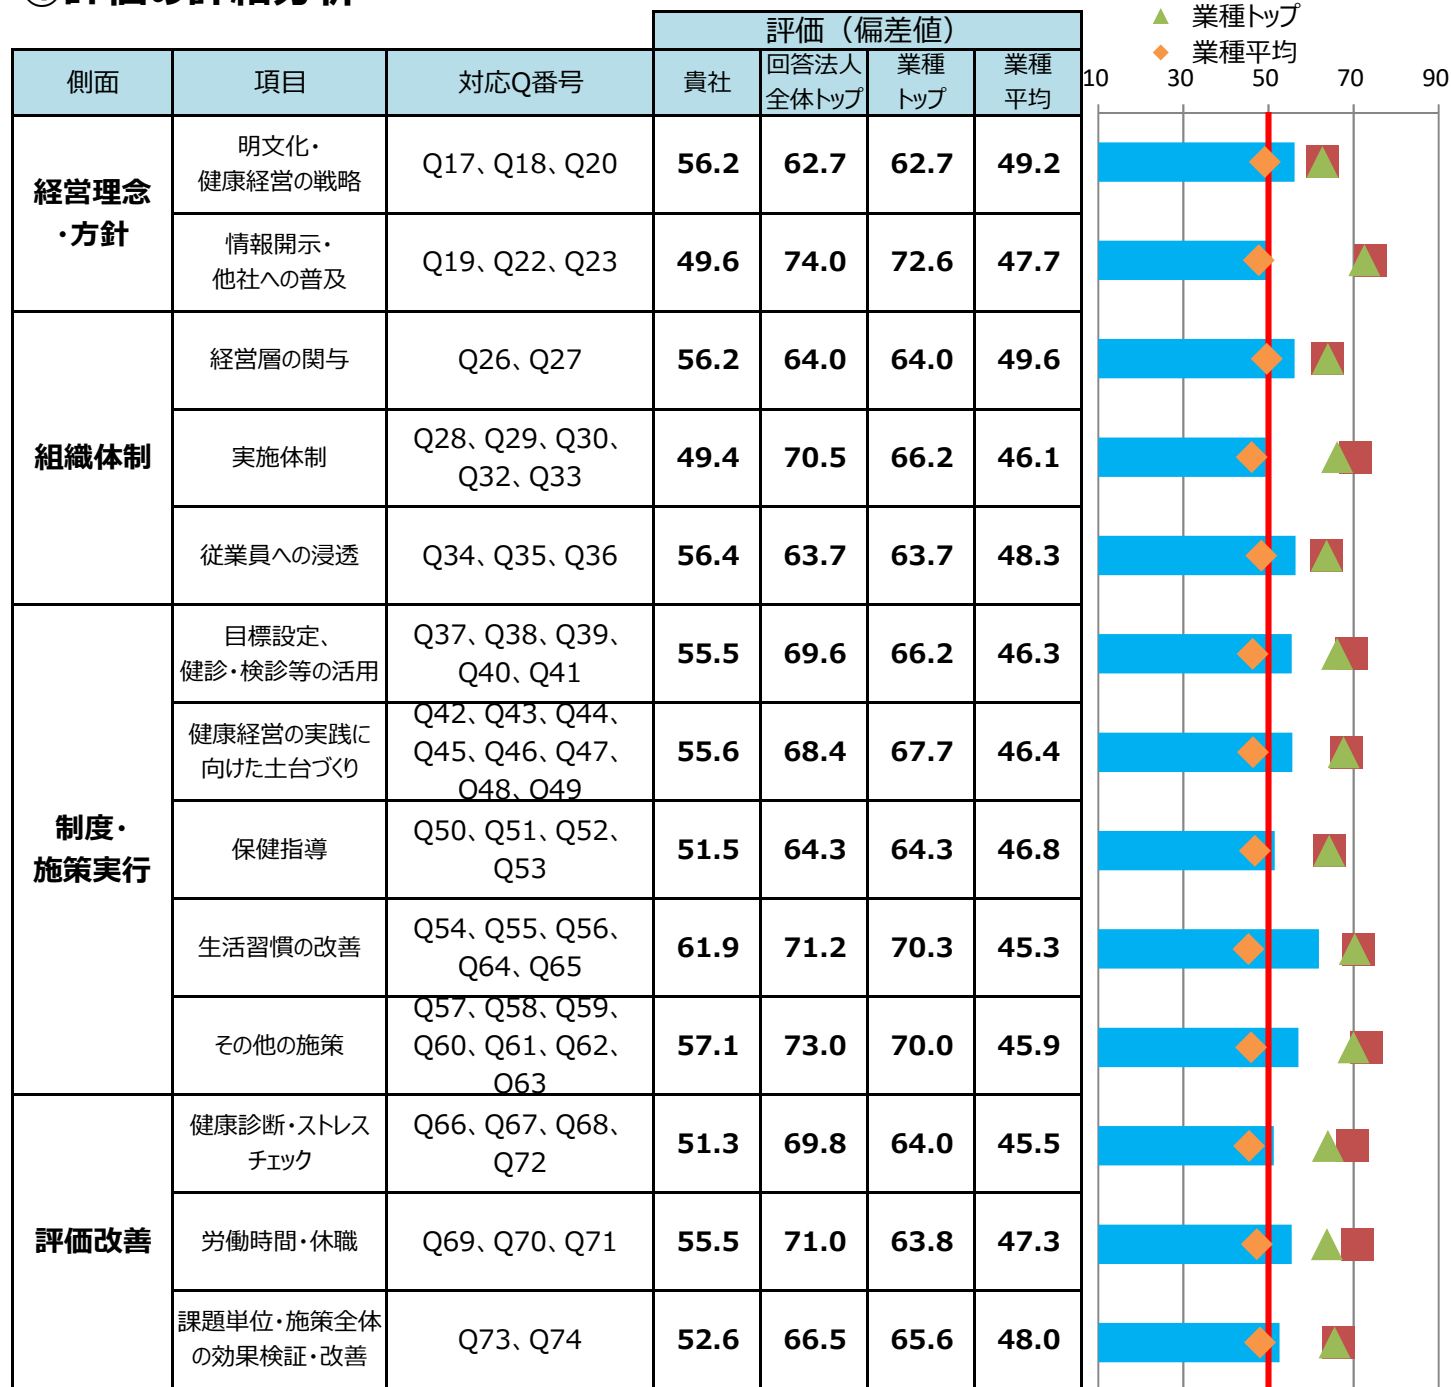 ①評価の詳細分析
▲ 業種トップ
◆ 業種平均
10 30 50 70 90
評価（偏差値）
側面 項目 対応Q番号 貴社 回答法人全体トップ 業種トップ 業種平均
経営理念・方針
明文化・
健康経営の戦略
Q17、Q18、Q20 56.2 62.7 62.7 49.2
情報開示・
他社への普及
Q19、Q22、Q23 49.6 74.0 72.6 47.7
組織体制
経営層の関与 Q26、Q27 56.2 64.0 64.0 49.6
実施体制
Q28、Q29、Q30、
Q32、Q33
49.4 70.5 66.2 46.1
従業員への浸透 Q34、Q35、Q36 56.4 63.7 63.7 48.3
制度・
施策実行
目標設定、
健診・検診等の活用
Q37、Q38、Q39、
Q40、Q41
55.5 69.6 66.2 46.3
健康経営の実践に
向けた土台づくり
Q42、Q43、Q44、
Q45、Q46、Q47、
Q48、Q49
55.6 68.4 67.7 46.4
保健指導
Q50、Q51、Q52、
Q53
51.5 64.3 64.3 46.8
生活習慣の改善
Q54、Q55、Q56、
Q64、Q65
61.9 71.2 70.3 45.3
その他の施策
Q57、Q58、Q59、
Q60、Q61、Q62、
Q63
57.1 73.0 70.0 45.9
評価改善
健康診断・ストレス
チェック
Q66、Q67、Q68、
Q72
51.3 69.8 64.0 45.5
労働時間・休職 Q69、Q70、Q71 55.5 71.0 63.8 47.3
課題単位・施策全体
の効果検証・改善
Q73、Q74 52.6 66.5 65.6 48.0